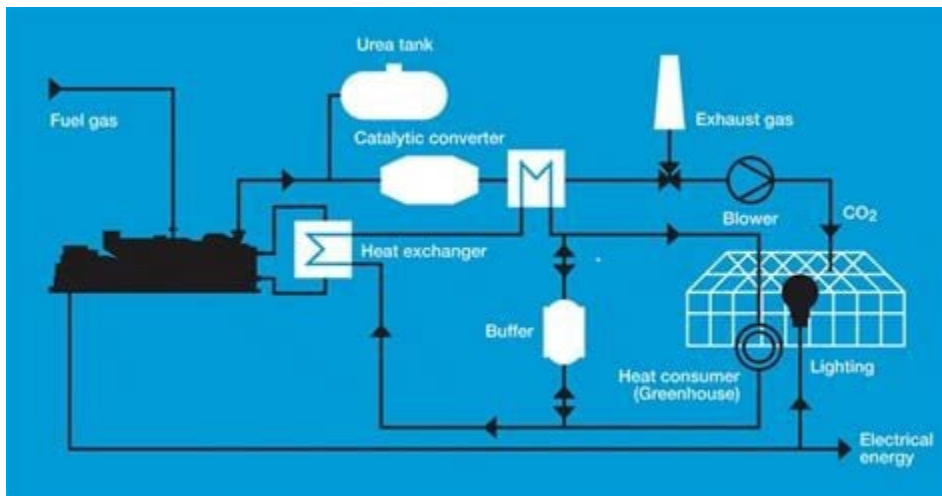 Urea tank
Fuel gas
Exhaust gas
Catalytic converter
Blower
CO₂
Heat exchanger
Buffer
Heat consumer
(Greenhouse)
Lighting
Electrical
energy